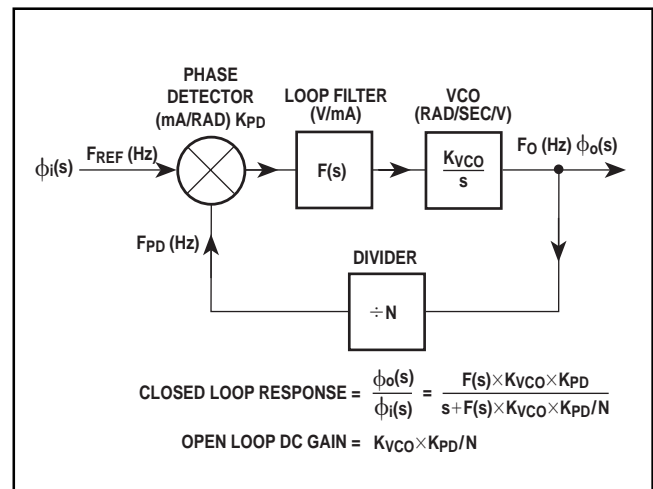 PHASE
DETECTOR
(mA/RAD) KPD
LOOP FILTER
(V/mA)
VCO
(RAD/SEC/V)
ϕi(s)
FREF (Hz)
F(s)
KVCO
s
FO (Hz) ϕo(s)
FPD (Hz)
DIVIDER
÷N
CLOSED LOOP RESPONSE = ϕo(s)/ϕi(s) = F(s)×KVCO×KPD/s+F(s)×KVCO×KPD/N
OPEN LOOP DC GAIN = KVCO×KPD/N